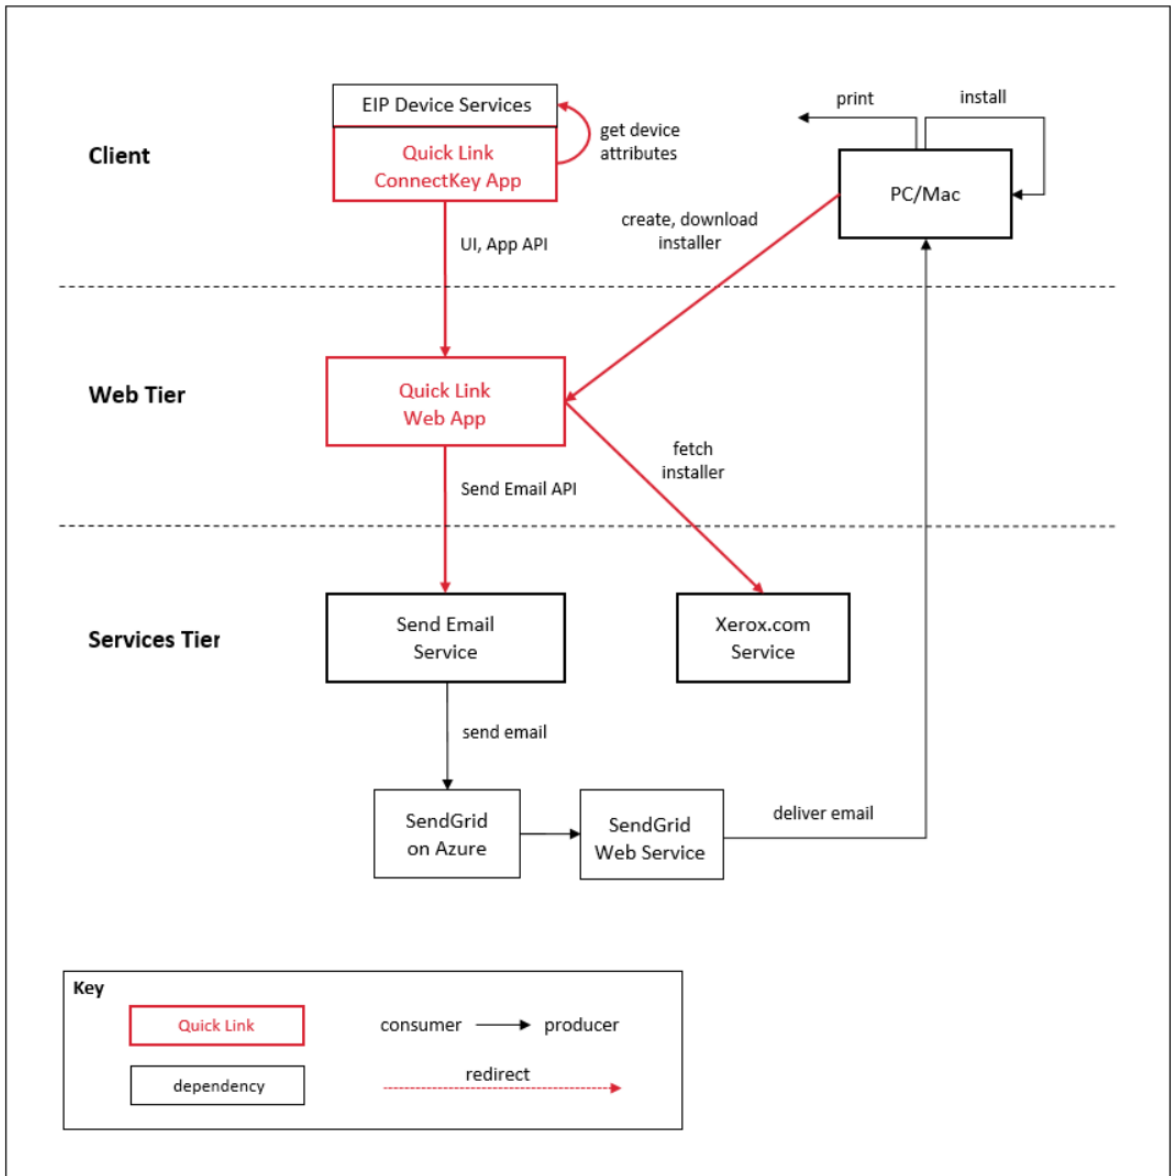 EIP Device Services
print
install
get device
attributes
Client
Quick Link
ConnectKey App
PC/Mac
create, download
installer
UI, App API
Web Tier
Quick Link
Web App
fetch
installer
Send Email API
Services Tier
Send Email
Service
Xerox.com
Service
send email
SendGrid
on Azure
SendGrid
Web Service
deliver email
Key
Quick Link
consumer
producer
dependency
redirect